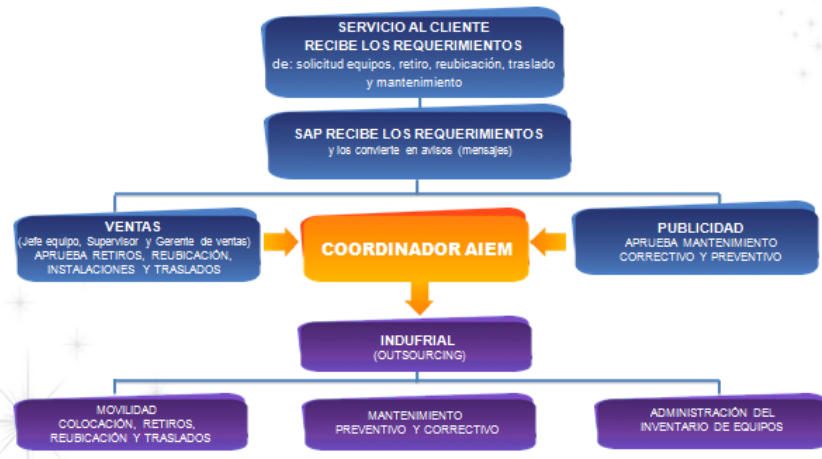 SERVICIO AL CLIENTE
RECIBE LOS REQUERIMIENTOS
de: solicitud equipos, retiro, reubicación, traslado
y mantenimiento
SAP RECIBE LOS REQUERIMIENTOS
y los convierte en avisos (mensajes)
VENTAS
(Jefe equipo, Supervisor y Gerente de ventas)
APRUEBA RETIROS, REUBICACIÓN,
INSTALACIONES Y TRASLADOS
COORDINADOR AIEM
PUBLICIDAD
APRUEBA MANTENIMIENTO
CORRECTIVO Y PREVENTIVO
INDUFRIAL
(OUTSOURCING)
MOVILIDAD
COLOCACIÓN, RETIROS,
REUBICACIÓN Y TRASLADOS
MANTENIMIENTO
PREVENTIVO Y CORRECTIVO
ADMINISTRACIÓN DEL
INVENTARIO DE EQUIPOS